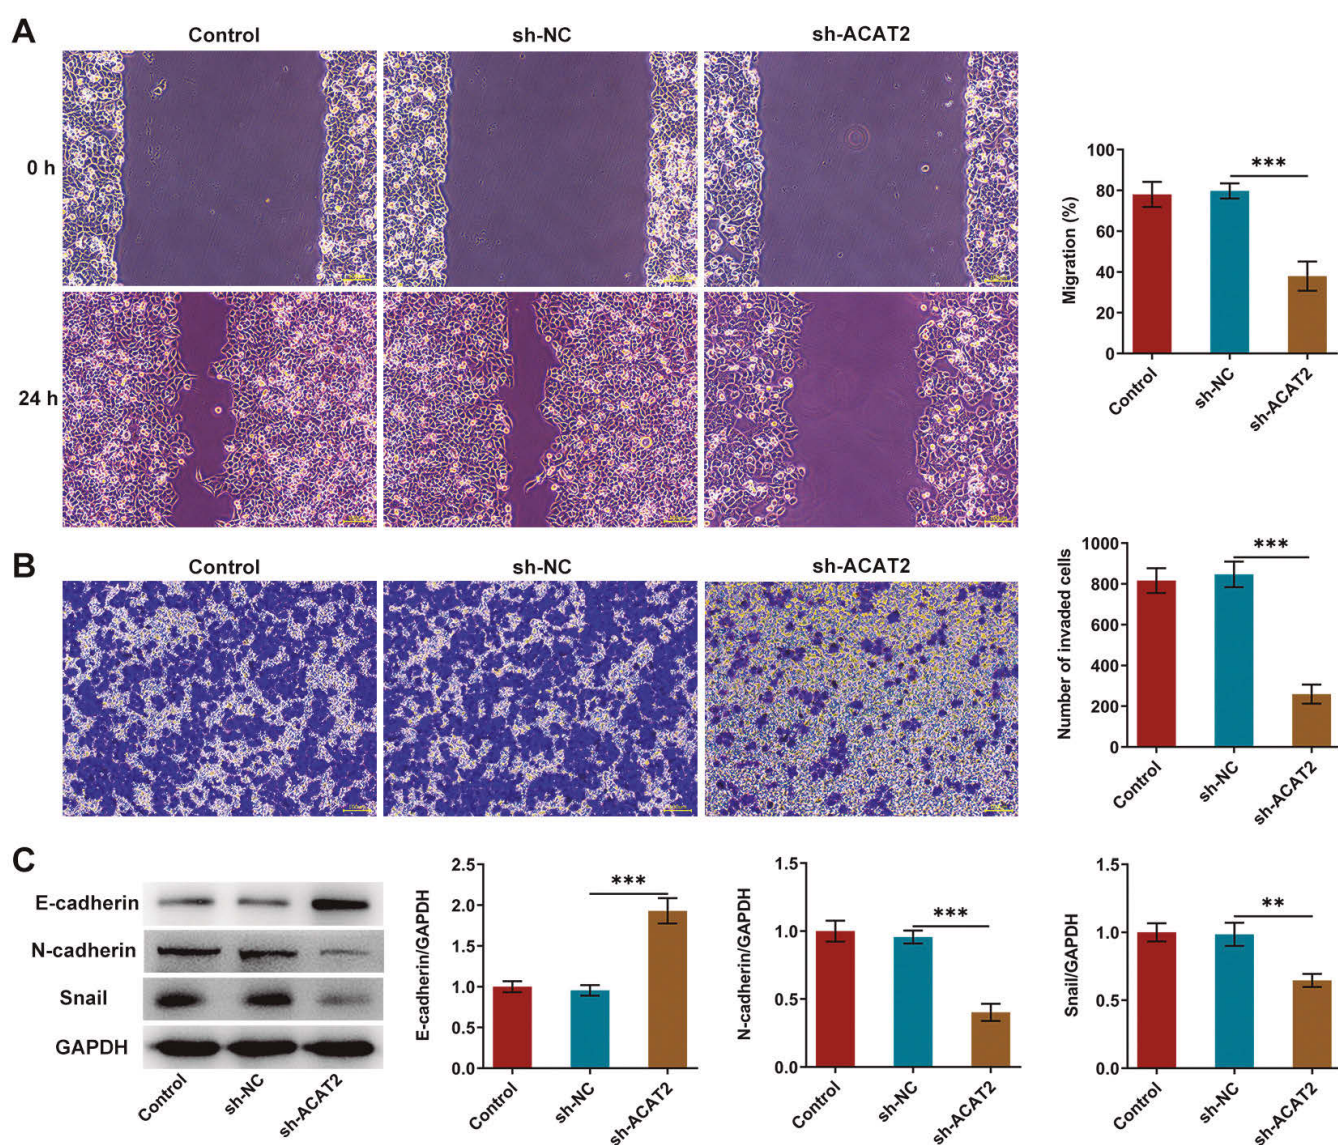 A
Control
sh-NC
sh-ACAT2
0 h
24 h
Migration (%)
100
80
60
40
20
0
***
Control
sh-NC
sh-ACAT2
B
Control
sh-NC
sh-ACAT2
Number of invaded cells
1000
800
600
400
200
0
***
Control
sh-NC
sh-ACAT2
C
E-cadherin
N-cadherin
Snail
GAPDH
Control
sh-NC
sh-ACAT2
E-cadherin/GAPDH
2.5
2.0
1.5
1.0
0.5
0.0
***
Control
sh-NC
sh-ACAT2
N-cadherin/GAPDH
1.5
1.0
0.5
0.0
***
Control
sh-NC
sh-ACAT2
Snail/GAPDH
1.5
1.0
0.5
0.0
**
Control
sh-NC
sh-ACAT2